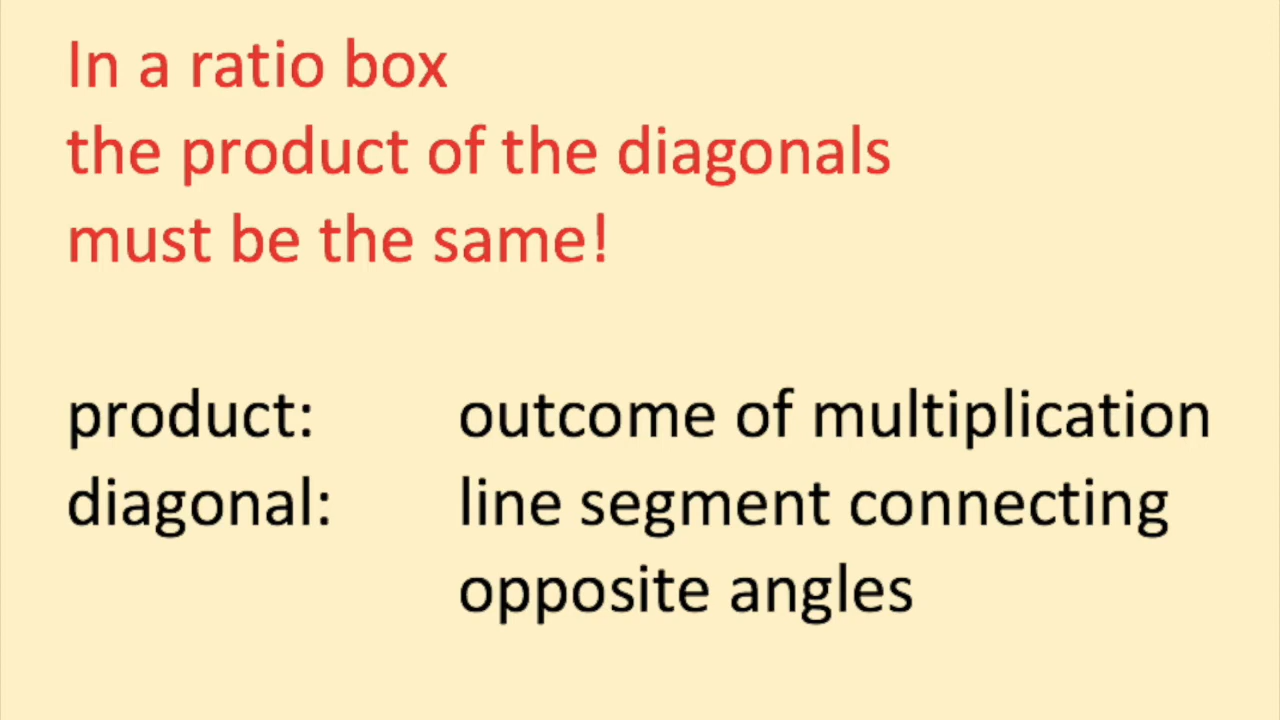 In a ratio box
the product of the diagonals
must be the same!
product: outcome of multiplication
diagonal: line segment connecting
opposite angles